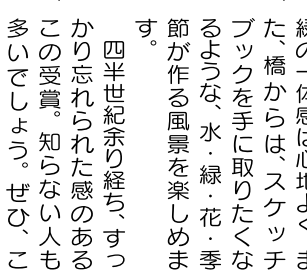 緑の一体感は心地よく、ま
た、橋からは、スケッチ
ブックを手に取りたくな
るような、水・緑・花・季
節が作る風景を楽しめま
す。
四半世紀余り経ち、すっ
かり忘れられた感のある
この受賞。知らない人も
多いでしょう。ぜひ、こ